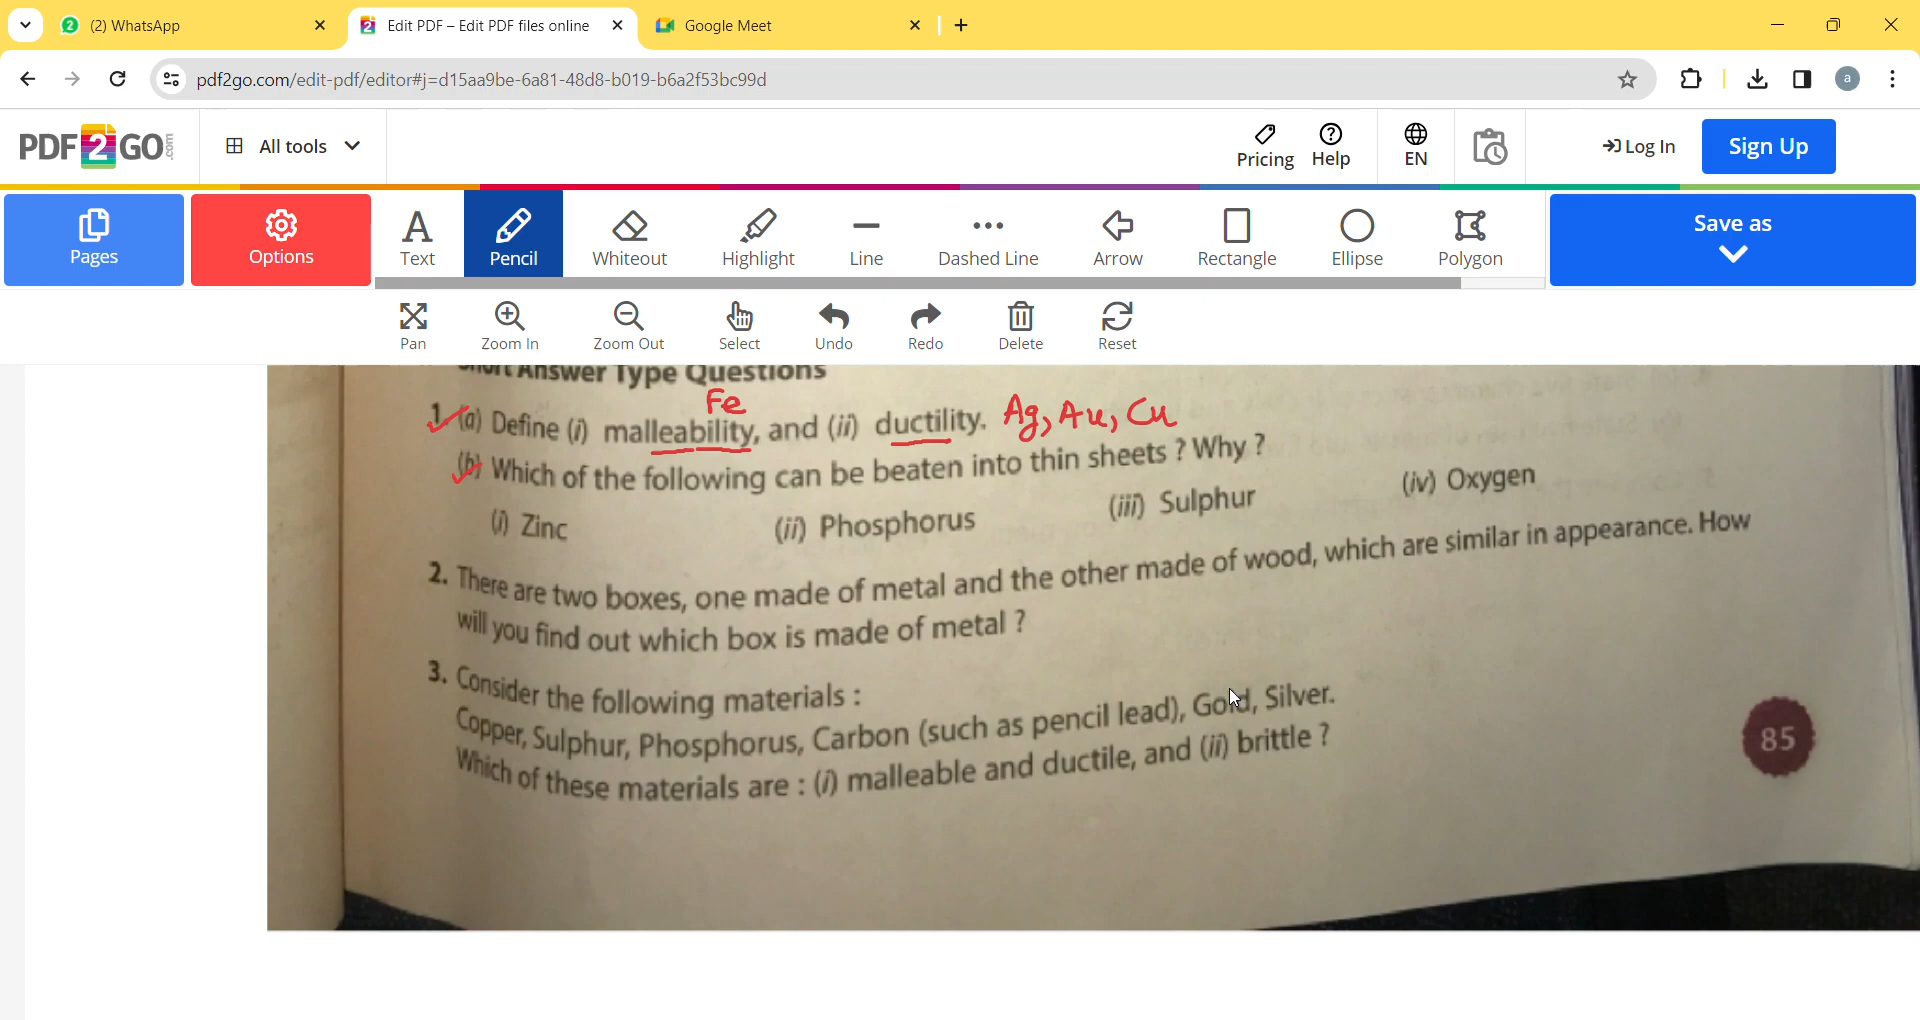 (2) WhatsApp
Edit PDF – Edit PDF files online
Google Meet
pdf2go.com/edit-pdf/editor#j=d15aa9be-6a81-48d8-b019-b6a2f53bc99d
a
PDF2GO.com
All tools
Pricing
Help
EN
Log In
Sign Up
Pages
Options
Text
Pencil
Whiteout
Highlight
Line
Dashed Line
Arrow
Rectangle
Ellipse
Polygon
Save as
Pan
Zoom In
Zoom Out
Select
Undo
Redo
Delete
Reset
Short Answer Type Questions
Fe
1. (a) Define (i) malleability, and (ii) ductility. Ag, Au, Cu
(b) Which of the following can be beaten into thin sheets ? Why ?
(i) Zinc (ii) Phosphorus (iii) Sulphur (iv) Oxygen
2. There are two boxes, one made of metal and the other made of wood, which are similar in appearance. How
will you find out which box is made of metal ?
3. Consider the following materials :
Copper, Sulphur, Phosphorus, Carbon (such as pencil lead), Gold, Silver.
Which of these materials are : (i) malleable and ductile, and (ii) brittle ?
85